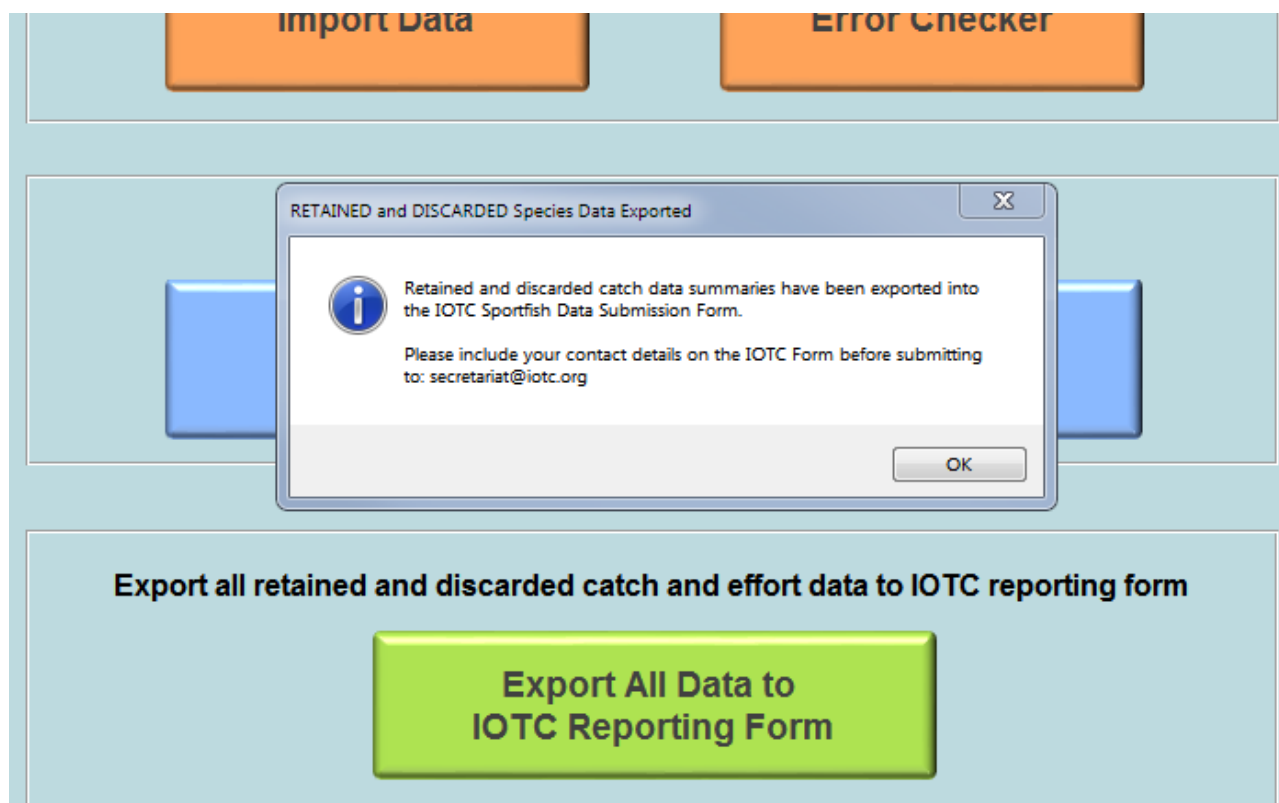 Import Data
Error Checker
RETAINED and DISCARDED Species Data Exported
Retained and discarded catch data summaries have been exported into
the IOTC Sportfish Data Submission Form.
Please include your contact details on the IOTC Form before submitting
to: secretariat@iotc.org
OK
Export all retained and discarded catch and effort data to IOTC reporting form
Export All Data to
IOTC Reporting Form